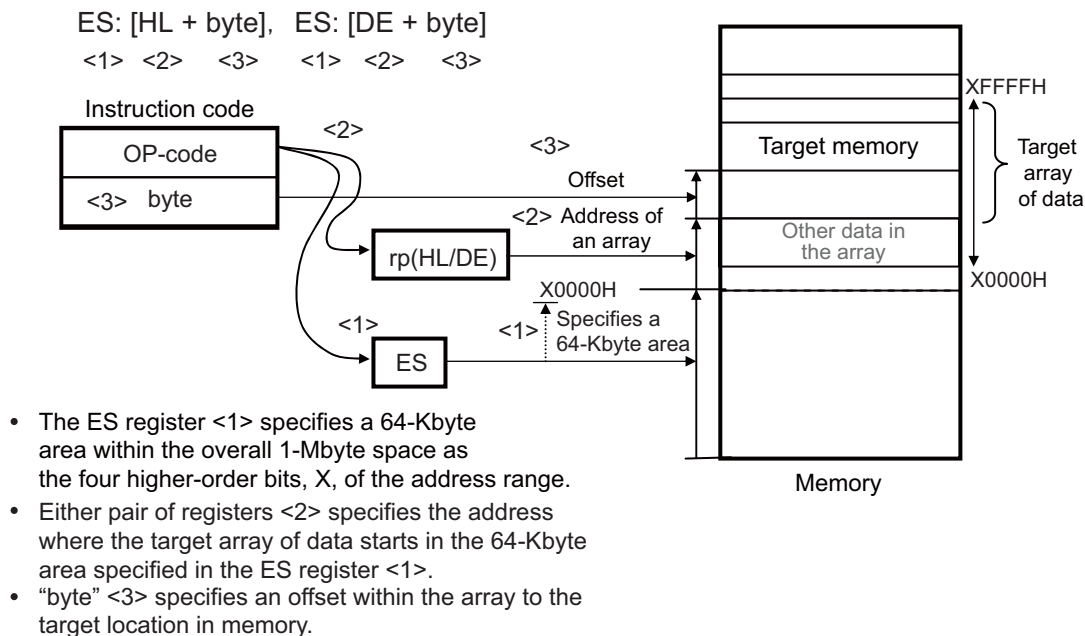 ES: [HL + byte], ES: [DE + byte]
<1> <2> <3> <1> <2> <3>
Instruction code
OP-code
<3> byte
<2>
<3>
Offset
<2> Address of
an array
rp(HL/DE)
X0000H
<1>
<1>
Specifies a
64-Kbyte area
ES
XFFFFH
Target memory
Target
array
of data
Other data in
the array
X0000H
Memory
• The ES register <1> specifies a 64-Kbyte
area within the overall 1-Mbyte space as
the four higher-order bits, X, of the address range.
• Either pair of registers <2> specifies the address
where the target array of data starts in the 64-Kbyte
area specified in the ES register <1>.
• “byte” <3> specifies an offset within the array to the
target location in memory.